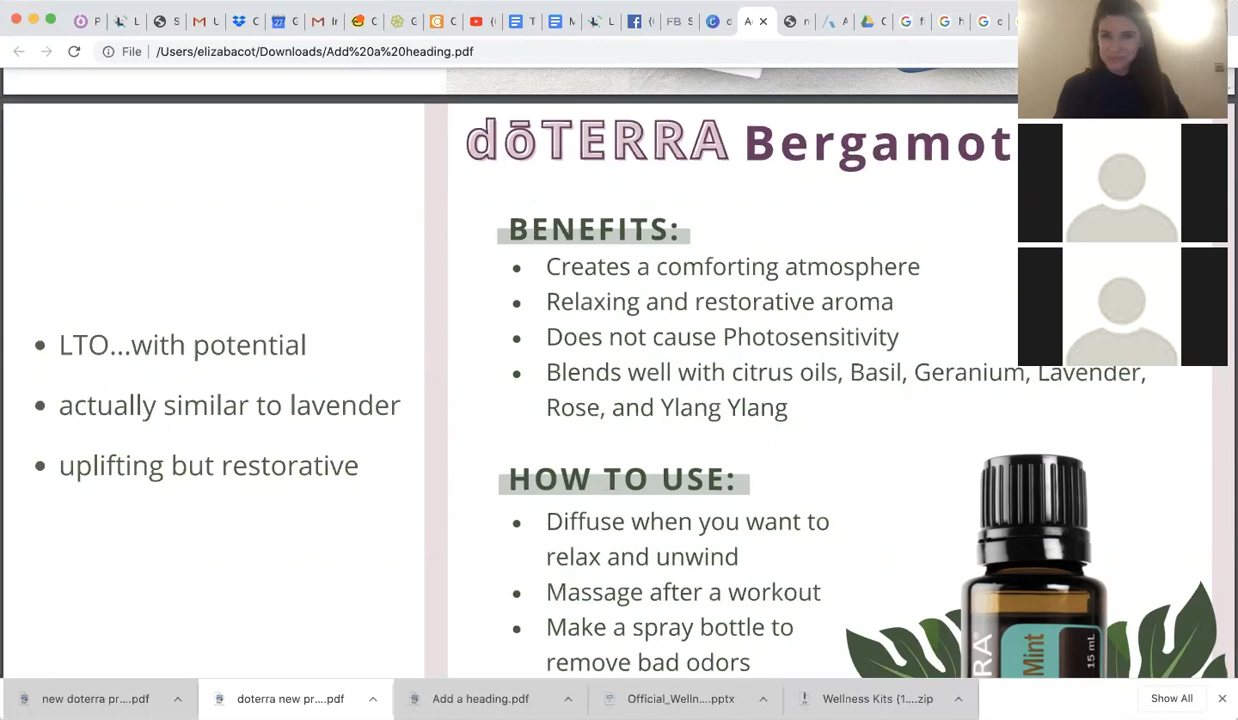 P
L
S
M U
C
C
M Ir
C
G
C
(
T
M
L
(
FB S
d
A
n
A
C
f
h
d
File | /Users/elizabacot/Downloads/Add%20a%20heading.pdf
dōTERRA Bergamot
BENEFITS:
• Creates a comforting atmosphere
• Relaxing and restorative aroma
• Does not cause Photosensitivity
• Blends well with citrus oils, Basil, Geranium, Lavender,
Rose, and Ylang Ylang
• LTO...with potential
• actually similar to lavender
• uplifting but restorative
HOW TO USE:
• Diffuse when you want to
relax and unwind
• Massage after a workout
• Make a spray bottle to
remove bad odors
RRA
Mint
15 mL
new doterra pr....pdf
doterra new pr....pdf
Add a heading.pdf
Official_Welln....pptx
Wellness Kits {1....zip
Show All